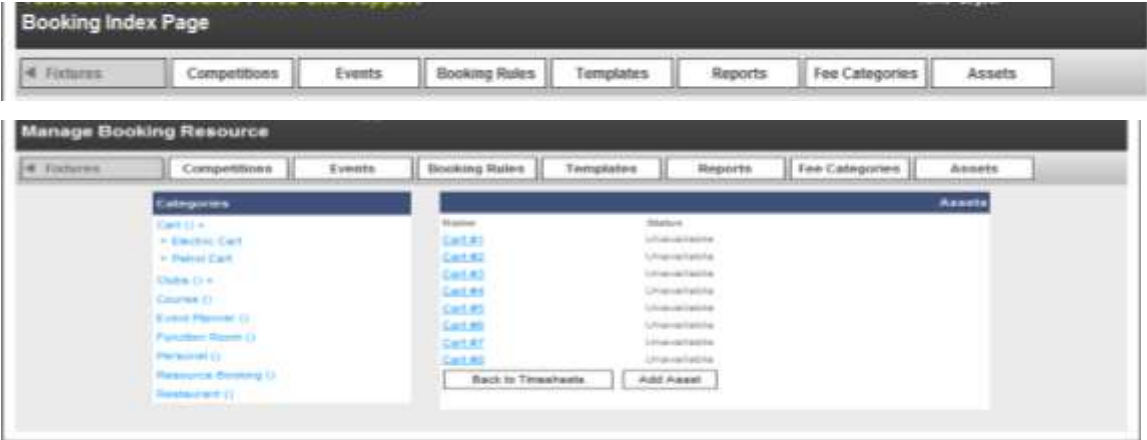 Booking Index Page
Fixtures Competitions Events Booking Rules Templates Reports Fee Categories Assets
Manage Booking Resource
Fixtures Competitions Events Booking Rules Templates Reports Fee Categories Assets
Categories
Cart () »
» Electric Cart
» Petrol Cart
Clubs () »
Course ()
Event Planner ()
Function Room ()
Personal ()
Resource Booking ()
Restaurant ()
Assets
Name Status
Cart #1 Unavailable
Cart #2 Unavailable
Cart #3 Unavailable
Cart #4 Unavailable
Cart #5 Unavailable
Cart #6 Unavailable
Cart #7 Unavailable
Cart #8 Unavailable
Back to Timesheets Add Asset